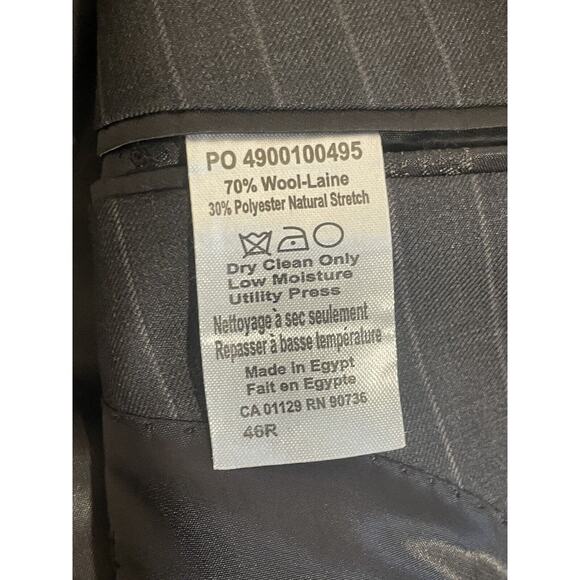 PO 4900100495
70% Wool-Laine
30% Polyester Natural Stretch
Dry Clean Only
Low Moisture
Utility Press
Nettoyage à sec seulement
Repasser à basse température
Made in Egypt
Fait en Egypte
CA 01129 RN 90736
46R